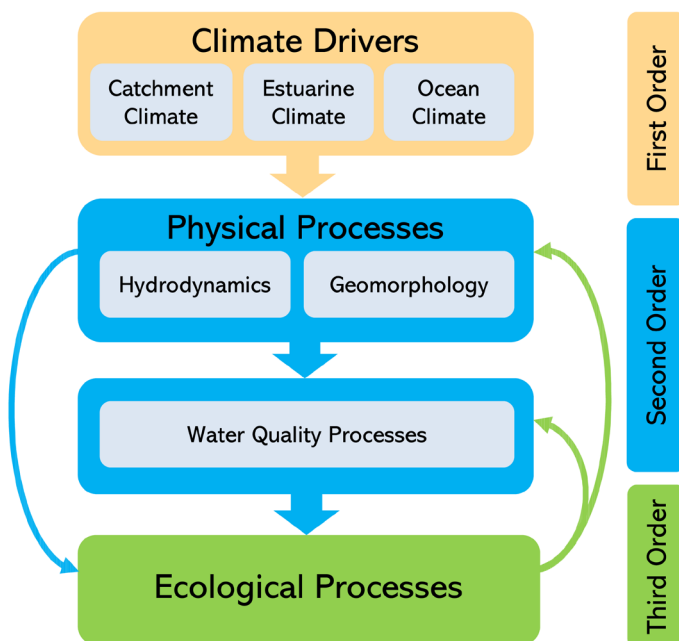 Climate Drivers
Catchment
Climate
Estuarine
Climate
Ocean
Climate
First Order
Physical Processes
Hydrodynamics
Geomorphology
Second Order
Water Quality Processes
Ecological Processes
Third Order